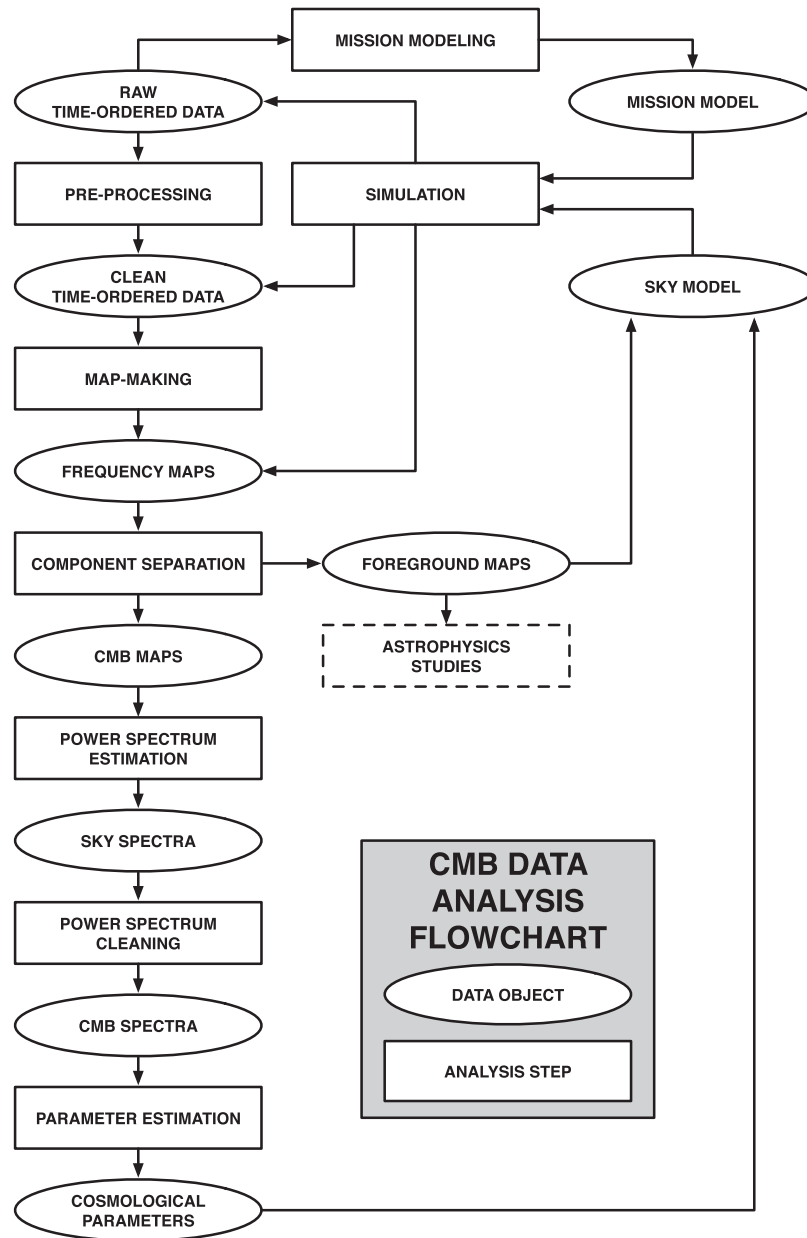 MISSION MODELING
RAW
TIME-ORDERED DATA
MISSION MODEL
PRE-PROCESSING
SIMULATION
CLEAN
TIME-ORDERED DATA
SKY MODEL
MAP-MAKING
FREQUENCY MAPS
COMPONENT SEPARATION
FOREGROUND MAPS
CMB MAPS
ASTROPHYSICS
STUDIES
POWER SPECTRUM
ESTIMATION
SKY SPECTRA
POWER SPECTRUM
CLEANING
CMB SPECTRA
PARAMETER ESTIMATION
COSMOLOGICAL
PARAMETERS
CMB DATA
ANALYSIS
FLOWCHART
DATA OBJECT
ANALYSIS STEP